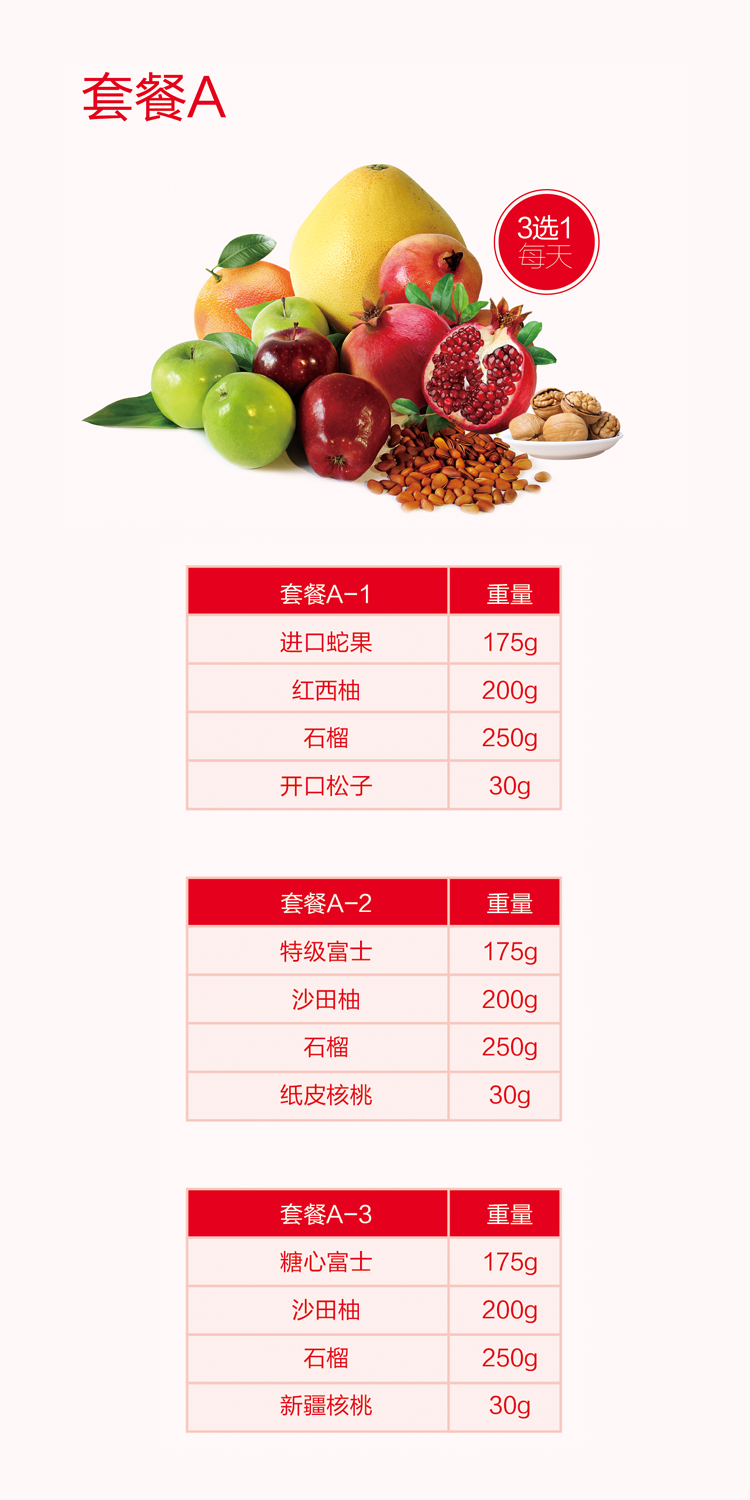 套餐A
3选1
每天
套餐A-1 重量
进口蛇果 175g
红西柚 200g
石榴 250g
开口松子 30g
套餐A-2 重量
特级富士 175g
沙田柚 200g
石榴 250g
纸皮核桃 30g
套餐A-3 重量
糖心富士 175g
沙田柚 200g
石榴 250g
新疆核桃 30g